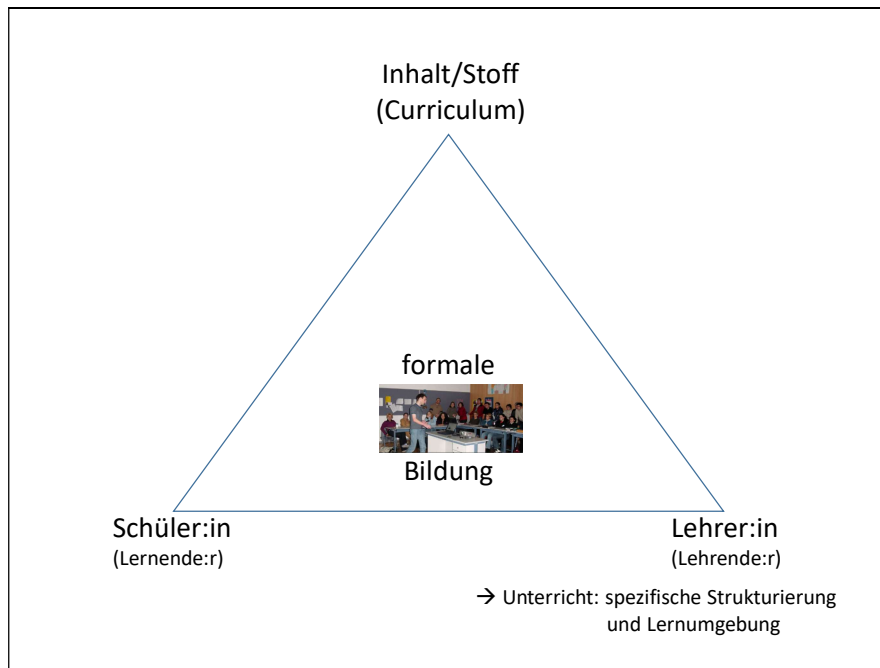 Inhalt/Stoff
(Curriculum)
formale
Bildung
Schüler:in
(Lernende:r)
Lehrer:in
(Lehrende:r)
→ Unterricht: spezifische Strukturierung
und Lernumgebung